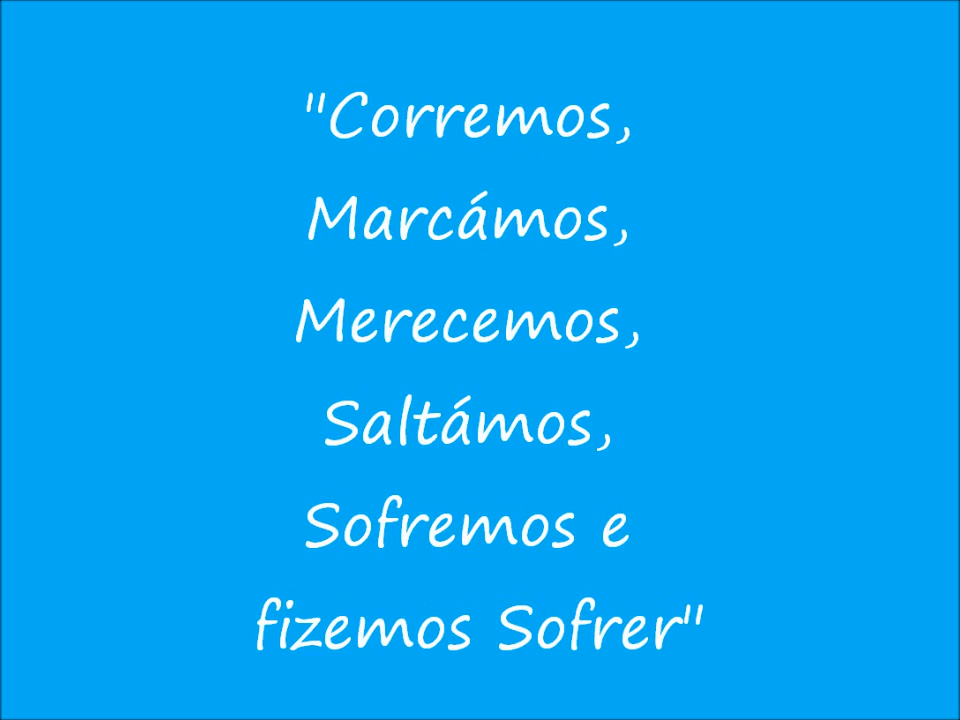 "Corremos,
Marcámos,
Merecemos,
Saltámos,
Sofremos e
fizemos Sofrer"